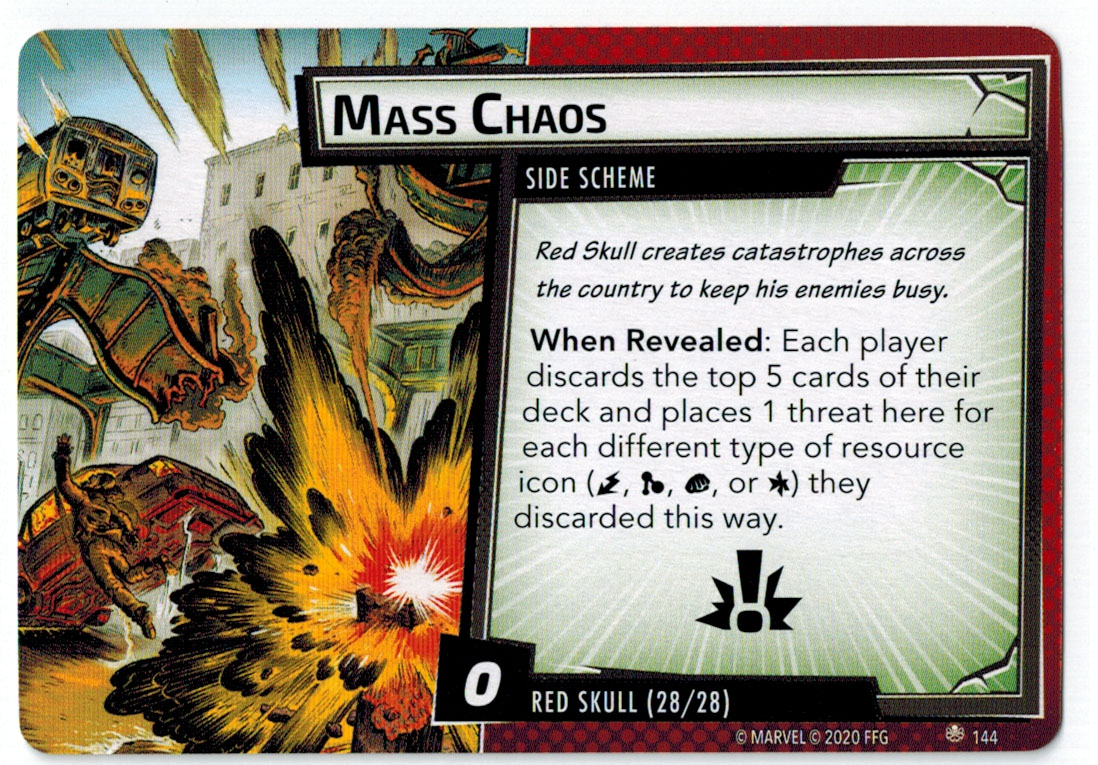 MASS CHAOS
SIDE SCHEME
Red Skull creates catastrophes across
the country to keep his enemies busy.
When Revealed: Each player
discards the top 5 cards of their
deck and places 1 threat here for
each different type of resource
icon ( , , , or ) they
discarded this way.
0
RED SKULL (28/28)
© MARVEL © 2020 FFG 144